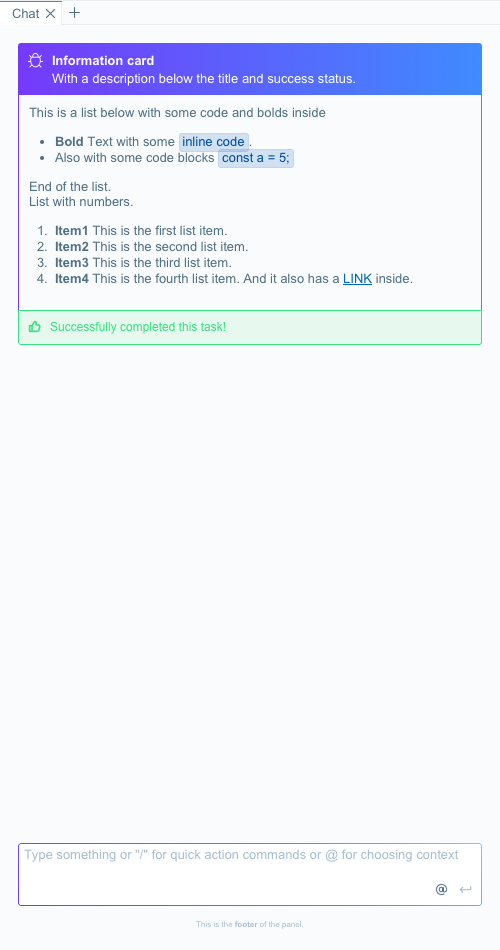 Chat
Information card
With a description below the title and success status.
This is a list below with some code and bolds inside
• Bold Text with some inline code .
• Also with some code blocks const a = 5;
End of the list.
List with numbers.
1. Item1 This is the first list item.
2. Item2 This is the second list item.
3. Item3 This is the third list item.
4. Item4 This is the fourth list item. And it also has a LINK inside.
Successfully completed this task!
Type something or "/" for quick action commands or @ for choosing context
@
This is the footer of the panel.